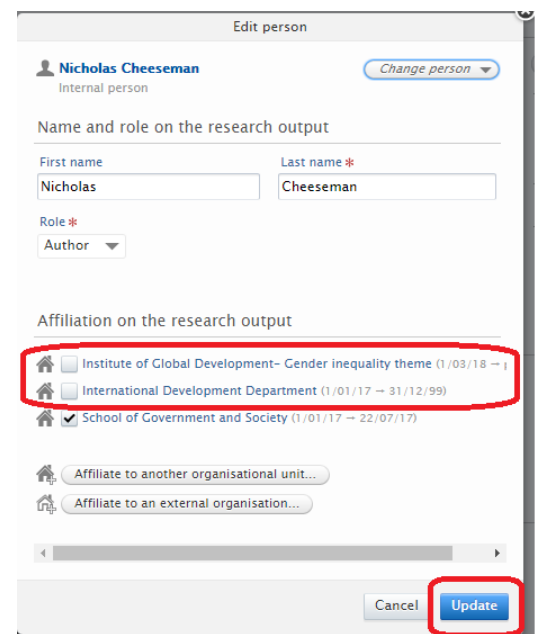 Edit person
Nicholas Cheeseman
Change person
Internal person
Name and role on the research output
First name
Last name *
Nicholas
Cheeseman
Role *
Author
Affiliation on the research output
Institute of Global Development- Gender inequality theme (1/03/18 →
International Development Department (1/01/17 → 31/12/99)
School of Government and Society (1/01/17 → 22/07/17)
Affiliate to another organisational unit...
Affiliate to an external organisation...
Cancel
Update